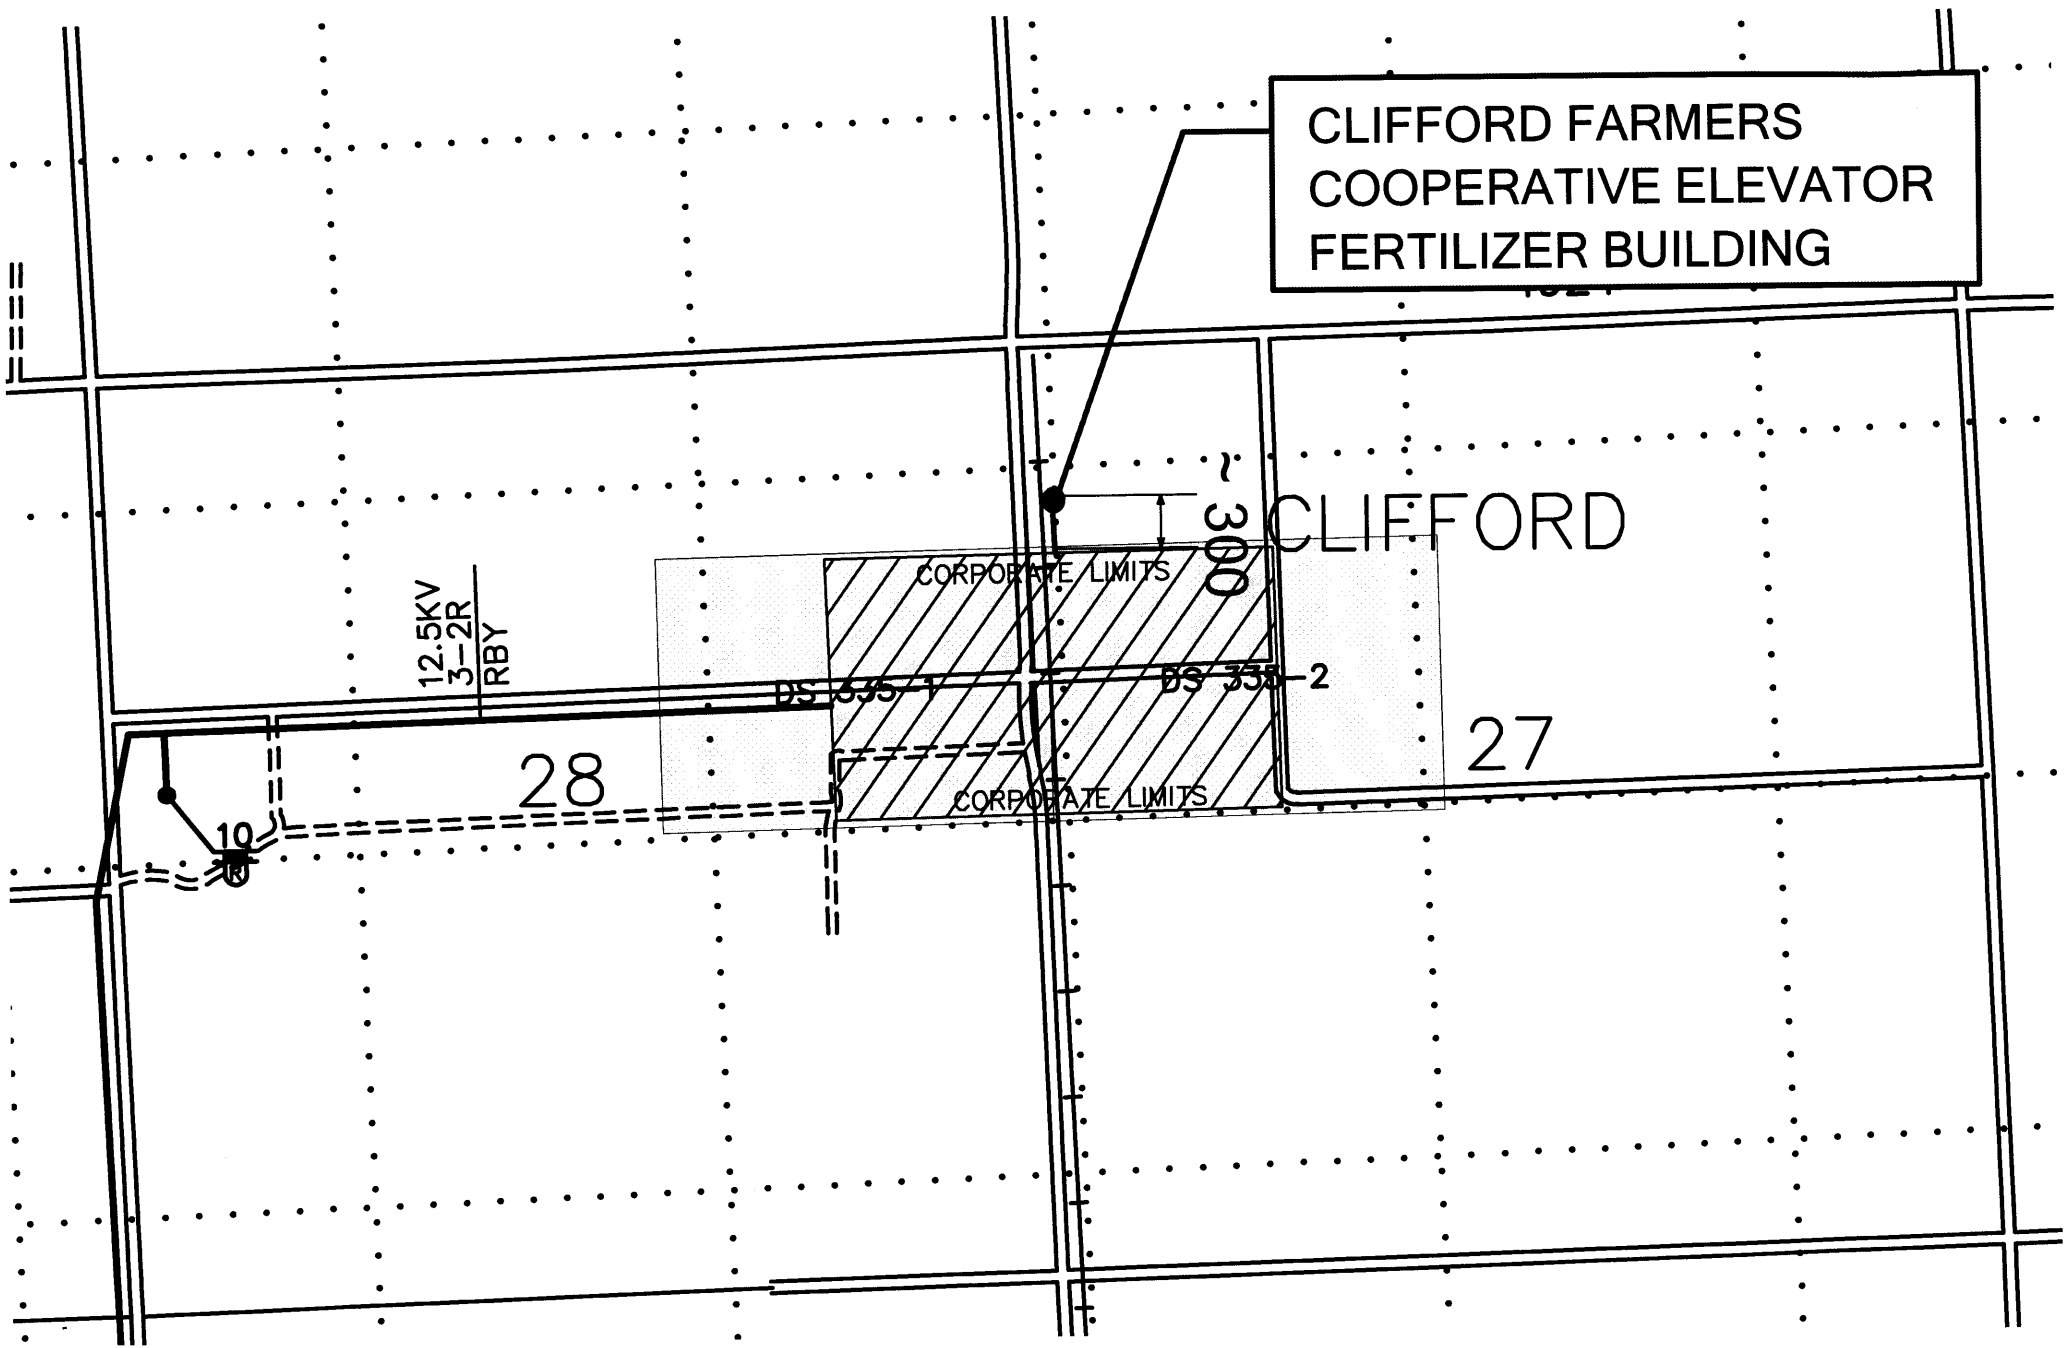 CLIFFORD FARMERS
COOPERATIVE ELEVATOR
FERTILIZER BUILDING
~ 300
CLIFFORD
CORPORATE LIMITS
12.5KV
3-2R
RBY
DS 335-1
DS 335-2
28
27
CORPORATE LIMITS
10
R